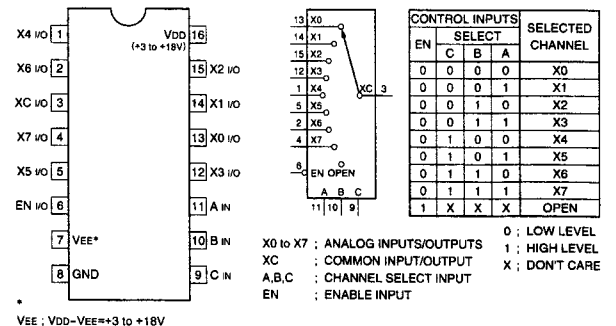 X4 I/O 1
X6 I/O 2
XC I/O 3
X7 I/O 4
X5 I/O 5
EN I/O 6
7 VEE*
8 GND
VDD 16
(+3 to +18V)
15 X2 I/O
14 X1 I/O
13 X0 I/O
12 X3 I/O
11 A IN
10 B IN
9 C IN
*
VEE ; VDD-VEE=+3 to +18V
13 X0
14 X1
15 X2
12 X3
1 X4
5 X5
2 X6
4 X7
XC 3
6 EN OPEN
A B C
11 10 9
X0 to X7 ; ANALOG INPUTS/OUTPUTS
XC ; COMMON INPUT/OUTPUT
A,B,C ; CHANNEL SELECT INPUT
EN ; ENABLE INPUT
CONTROL INPUTS SELECTED CHANNEL
EN SELECT
C B A
0 0 0 0 X0
0 0 0 1 X1
0 0 1 0 X2
0 0 1 1 X3
0 1 0 0 X4
0 1 0 1 X5
0 1 1 0 X6
0 1 1 1 X7
1 X X X OPEN
0 ; LOW LEVEL
1 ; HIGH LEVEL
X ; DON'T CARE